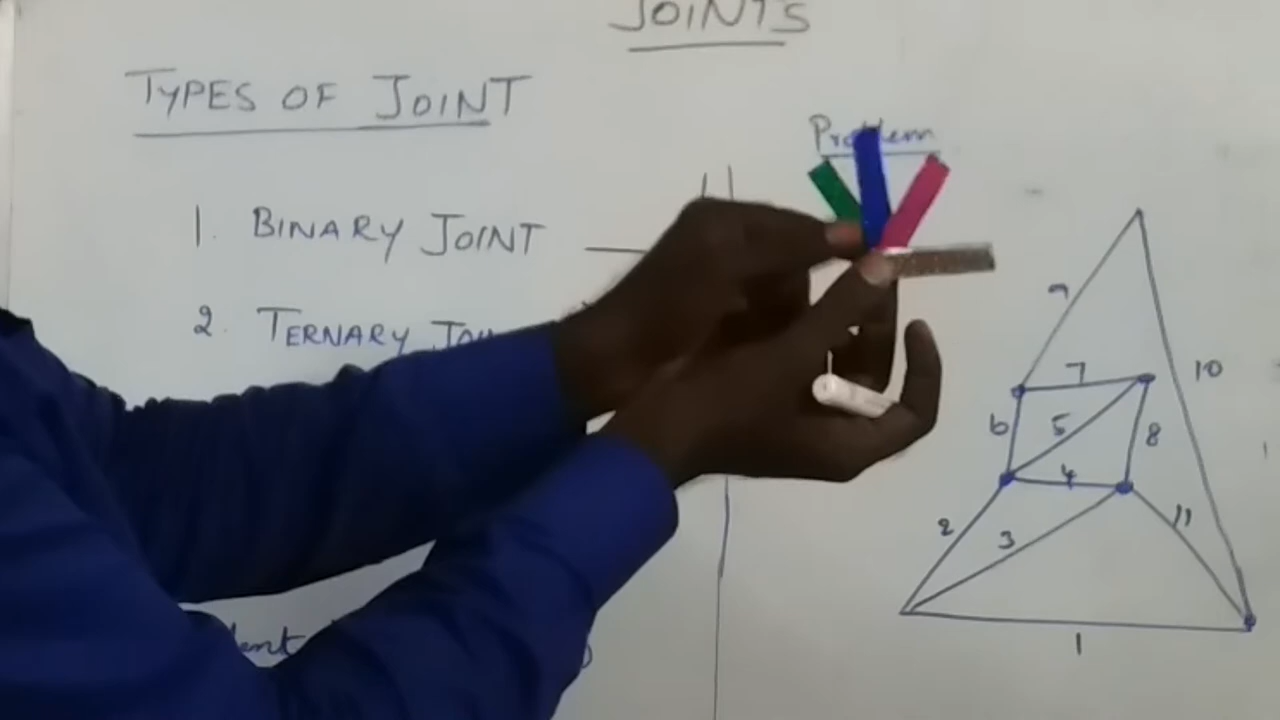 JOINTS
TYPES OF JOINT
1. BINARY JOINT
2. TERNARY
Problem
9
10
7
6
5
8
4
2
3
11
1